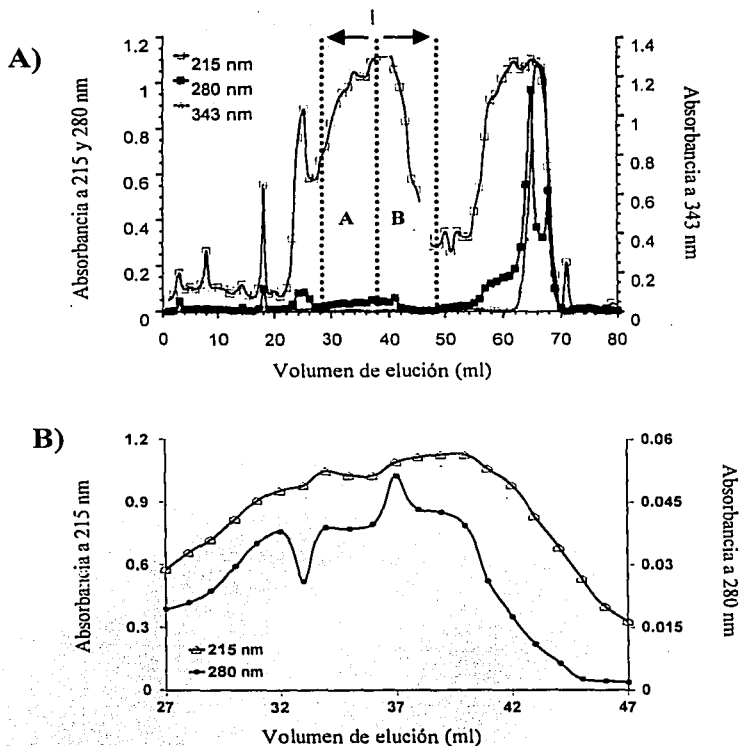 A)
I
215 nm
280 nm
343 nm
A
B
Absorbancia a 215 y 280 nm
1.2
1
0.8
0.6
0.4
0.2
0
Absorbancia a 343 nm
1.4
1.2
1
0.8
0.6
0.4
0.2
0
0 10 20 30 40 50 60 70 80
Volumen de elución (ml)
B)
Absorbancia a 215 nm
1.2
0.9
0.6
0.3
0
215 nm
280 nm
Absorbancia a 280 nm
0.06
0.045
0.03
0.015
0
27 32 37 42 47
Volumen de elución (ml)